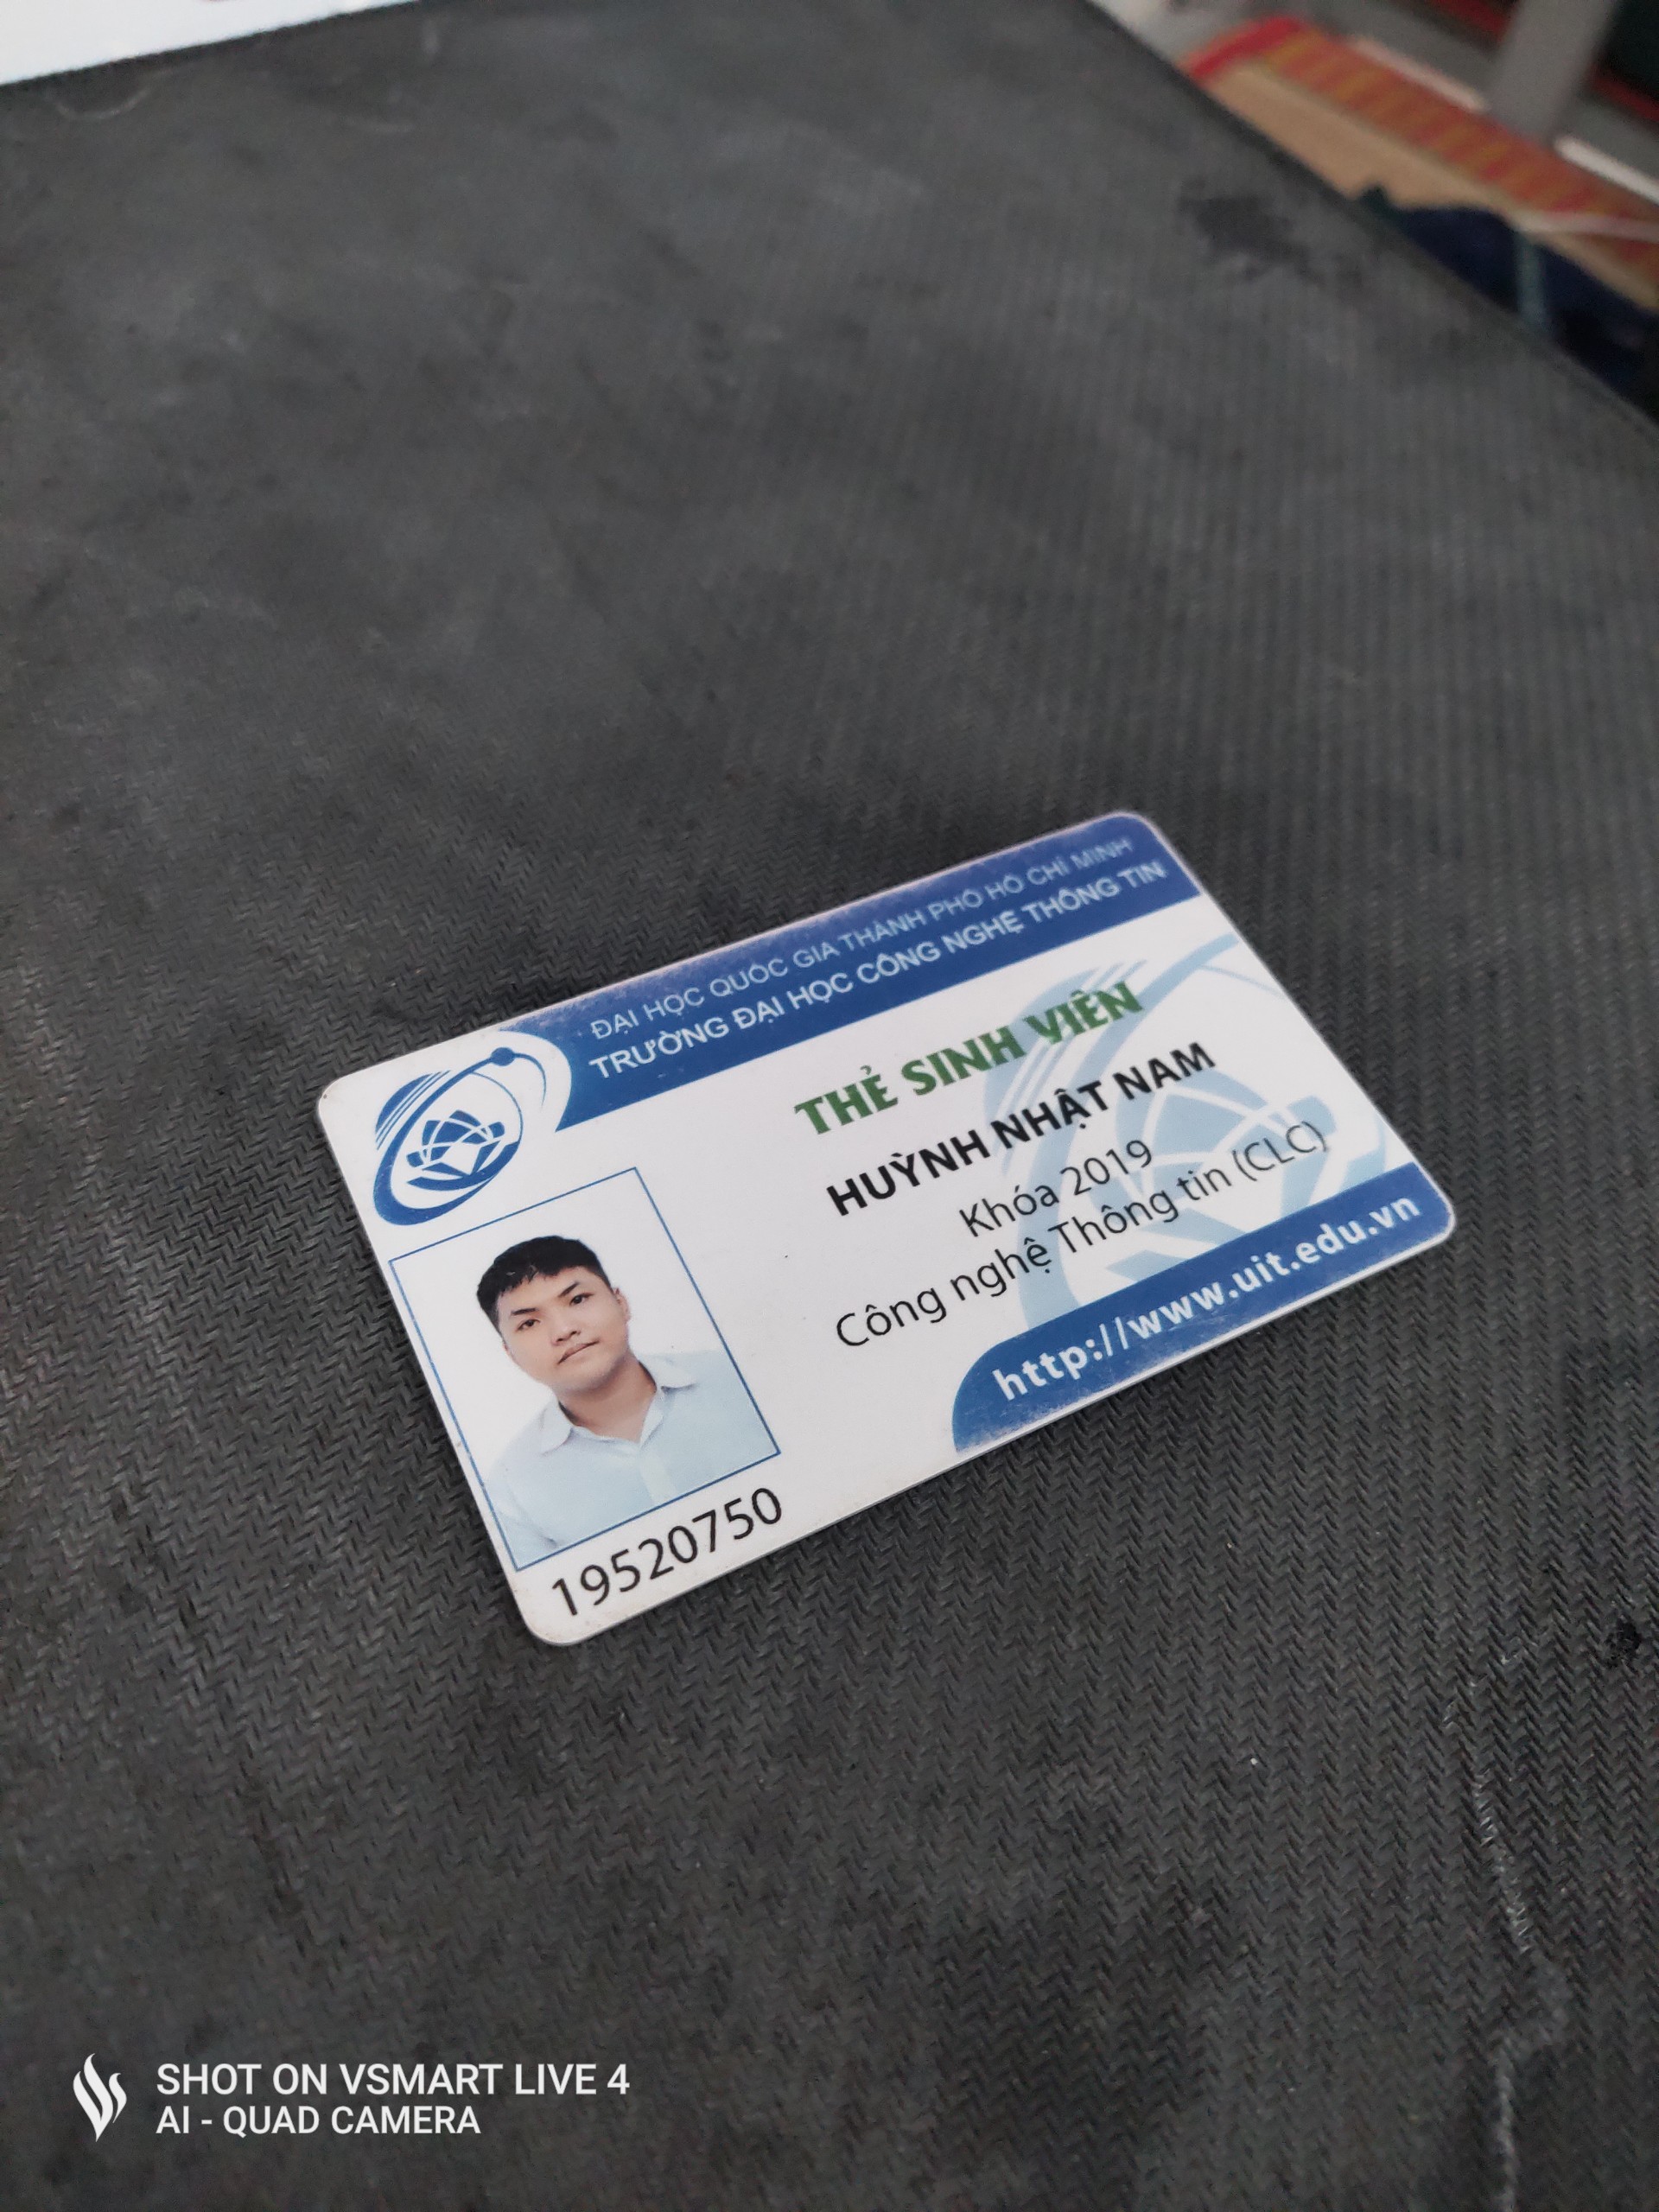 ĐẠI HỌC QUỐC GIA THÀNH PHỐ HỒ CHÍ MINH
TRƯỜNG ĐẠI HỌC CÔNG NGHỆ THÔNG TIN
THẺ SINH VIÊN
HUỲNH NHẬT NAM
Khóa 2019
Công nghệ Thông tin (CLC)
http://www.uit.edu.vn
19520750
SHOT ON VSMART LIVE 4
AI - QUAD CAMERA